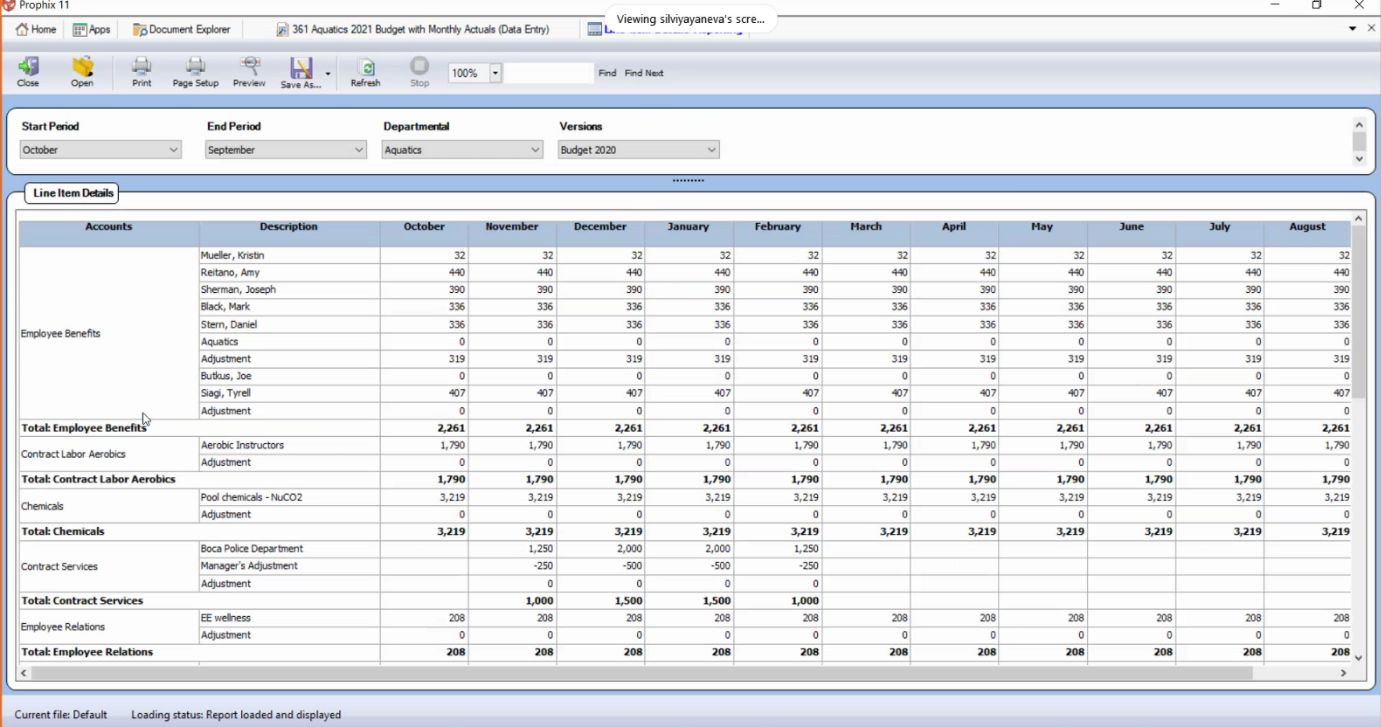 Prophix 11
Viewing silviyayaneva's scre...
Home Apps Document Explorer 361 Aquatics 2021 Budget with Monthly Actuals (Data Entry)
Close Open Print Page Setup Preview Save As... Refresh Stop 100% Find Find Next
Start Period End Period Departmental Versions
October September Aquatics Budget 2020
Line Item Details
Accounts Description October November December January February March April May June July August
Mueller, Kristin 32 32 32 32 32 32 32 32 32 32 32
Reitano, Amy 440 440 440 440 440 440 440 440 440 440 440
Sherman, Joseph 390 390 390 390 390 390 390 390 390 390 390
Black, Mark 336 336 336 336 336 336 336 336 336 336 336
Stern, Daniel 336 336 336 336 336 336 336 336 336 336 336
Employee Benefits
Aquatics 0 0 0 0 0 0 0 0 0 0 0
Adjustment 319 319 319 319 319 319 319 319 319 319 319
Butkus, Joe 0 0 0 0 0 0 0 0 0 0 0
Siagi, Tyrell 407 407 407 407 407 407 407 407 407 407 407
Adjustment 0 0 0 0 0 0 0 0 0 0 0
Total: Employee Benefits 2,261 2,261 2,261 2,261 2,261 2,261 2,261 2,261 2,261 2,261 2,261
Contract Labor Aerobics
Aerobic Instructors 1,790 1,790 1,790 1,790 1,790 1,790 1,790 1,790 1,790 1,790 1,790
Adjustment 0 0 0 0 0 0 0 0 0 0 0
Total: Contract Labor Aerobics 1,790 1,790 1,790 1,790 1,790 1,790 1,790 1,790 1,790 1,790 1,790
Chemicals
Pool chemicals - NuCO2 3,219 3,219 3,219 3,219 3,219 3,219 3,219 3,219 3,219 3,219 3,219
Adjustment 0 0 0 0 0 0 0 0 0 0 0
Total: Chemicals 3,219 3,219 3,219 3,219 3,219 3,219 3,219 3,219 3,219 3,219 3,219
Boca Police Department 1,250 2,000 2,000 1,250
Contract Services
Manager's Adjustment -250 -500 -500 -250
Adjustment 0 0 0 0
Total: Contract Services 1,000 1,500 1,500 1,000
Employee Relations
EE wellness 208 208 208 208 208 208 208 208 208 208 208
Adjustment 0 0 0 0 0 0 0 0 0 0 0
Total: Employee Relations 208 208 208 208 208 208 208 208 208 208 208
Current file: Default Loading status: Report loaded and displayed